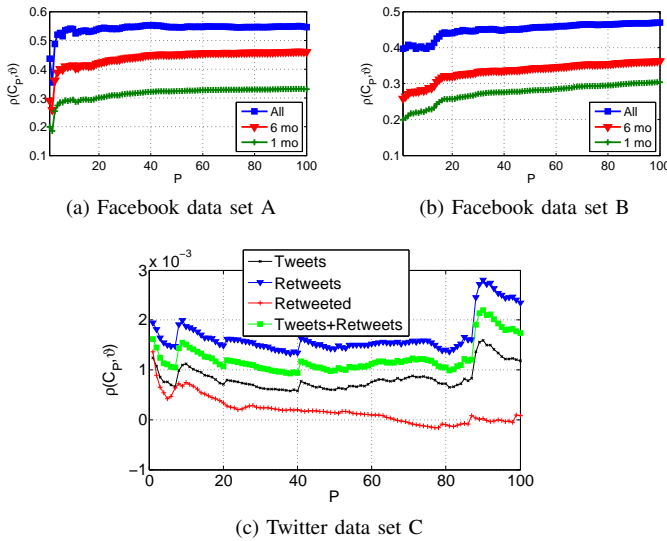 0.6
0.5
0.4
0.3
0.2
0.1
ρ(C_P,ϑ)
20 40 60 80 100
P
All
6 mo
1 mo
(a) Facebook data set A
0.5
0.4
0.3
0.2
0.1
ρ(C_P,ϑ)
20 40 60 80 100
P
All
6 mo
1 mo
(b) Facebook data set B
x 10⁻³
3
2
1
0
−1
ρ(C_P,ϑ)
0 20 40 60 80 100
P
Tweets
Retweets
Retweeted
Tweets+Retweets
(c) Twitter data set C